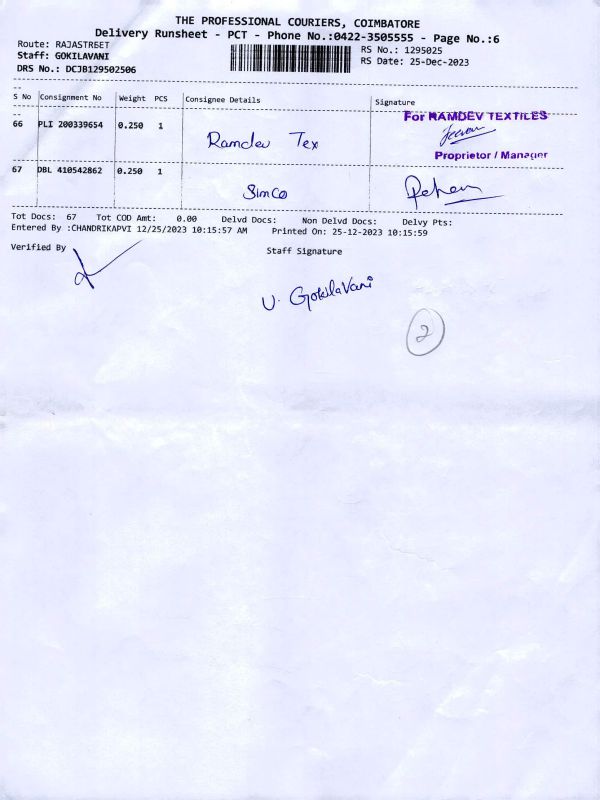 THE PROFESSIONAL COURIERS, COIMBATORE
Delivery Runsheet - PCT - Phone No.:0422-3505555 - Page No.:6
Route: RAJASTREET RS No.: 1295025
Staff: GOKILAVANI RS Date: 25-Dec-2023
DRS No.: DCJB129502506
S No Consignment No Weight PCS Consignee Details Signature
For RAMDEV TEXTILES
66 PLI 200339654 0.250 1 Ramdev Tex
Proprietor / Manager
67 DBL 410542862 0.250 1 Simco
Tot Docs: 67 Tot COD Amt: 0.00 Delvd Docs: Non Delvd Docs: Delvy Pts:
Entered By :CHANDRIKAPVI 12/25/2023 10:15:57 AM Printed On: 25-12-2023 10:15:59
Verified By Staff Signature
V. GokilaVani
2